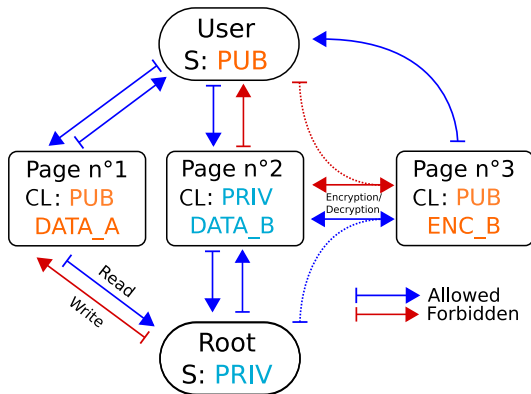 User
S: PUB
Page n°1
CL: PUB
DATA_A
Page n°2
CL: PRIV
DATA_B
Encryption/
Decryption
Page n°3
CL: PUB
ENC_B
Read
Write
Root
S: PRIV
Allowed
Forbidden